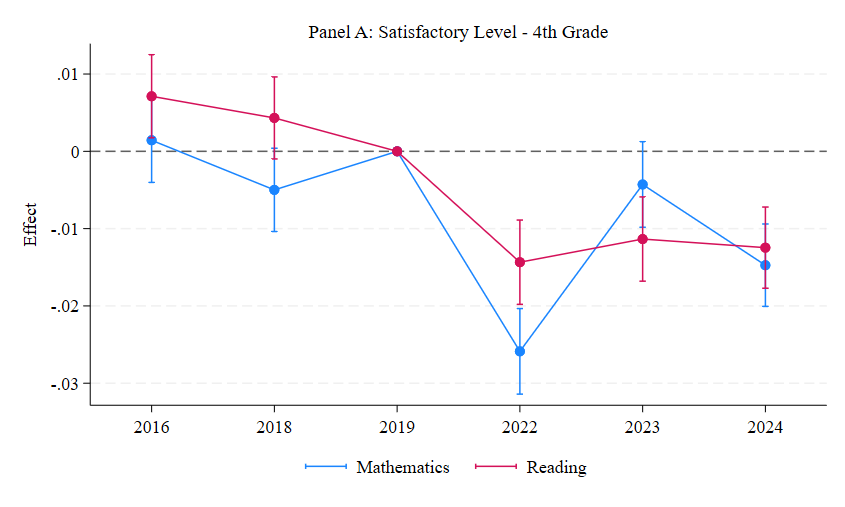 Panel A: Satisfactory Level - 4th Grade
.01
0
-.01
-.02
-.03
Effect
2016 2018 2019 2022 2023 2024
Mathematics Reading